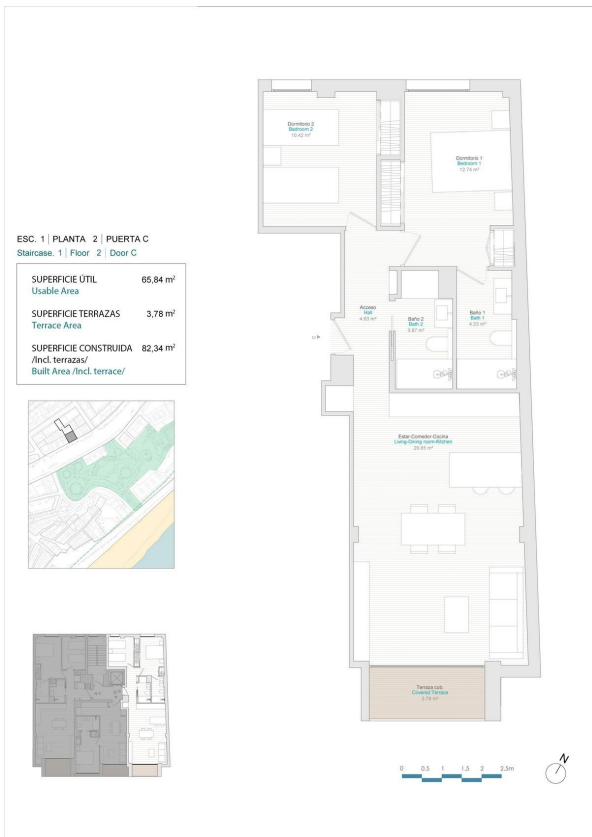 ESC. 1 | PLANTA 2 | PUERTA C
Staircase. 1 | Floor 2 | Door C
SUPERFICIE ÚTIL 65,84 m²
Usable Area
SUPERFICIE TERRAZAS 3,78 m²
Terrace Area
SUPERFICIE CONSTRUIDA 82,34 m²
/Incl. terrazas/
Built Area /Incl. terrace/
Dormitorio 2
Bedroom 2
10.42 m²
Dormitorio 1
Bedroom 1
12.74 m²
Acceso
Hall
4.63 m²
Baño 2
Bath 2
3.87 m²
Baño 1
Bath 1
4.23 m²
Estar-Comedor-Cocina
Living-Dining room-Kitchen
Terraza cub.
Covered Terrace
3.78 m²
0 0.5 1 1.5 2 2.5m
N